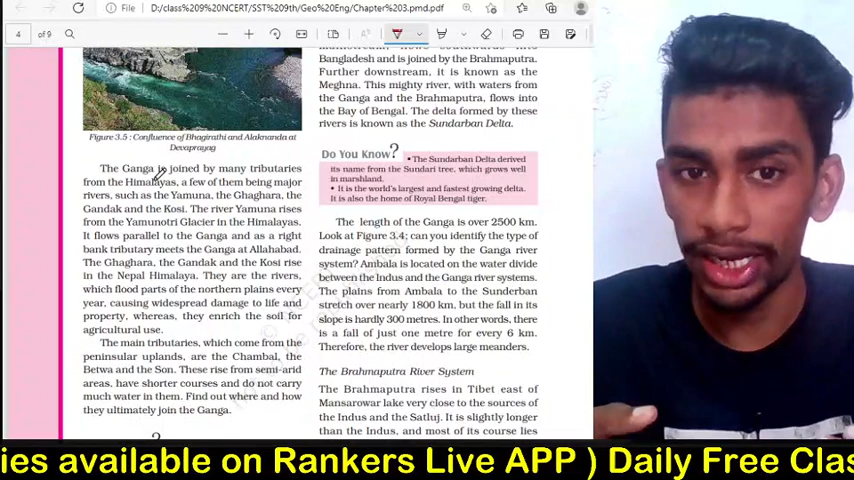 File
D:/class%209%20NCERT/SST%209th/Geo%20Eng/Chapter%203.pmd.pdf
4
of 9
Figure 3.5 : Confluence of Bhagirathi and Alaknanda at
Devaprayag
The Ganga is joined by many tributaries
from the Himalayas, a few of them being major
rivers, such as the Yamuna, the Ghaghara, the
Gandak and the Kosi. The river Yamuna rises
from the Yamunotri Glacier in the Himalayas.
It flows parallel to the Ganga and as a right
bank tributary meets the Ganga at Allahabad.
The Ghaghara, the Gandak and the Kosi rise
in the Nepal Himalaya. They are the rivers,
which flood parts of the northern plains every
year, causing widespread damage to life and
property, whereas, they enrich the soil for
agricultural use.
The main tributaries, which come from the
peninsular uplands, are the Chambal, the
Betwa and the Son. These rise from semi-arid
areas, have shorter courses and do not carry
much water in them. Find out where and how
they ultimately join the Ganga.
?
mainstream, flows southwards into
Bangladesh and is joined by the Brahmaputra.
Further downstream, it is known as the
Meghna. This mighty river, with waters from
the Ganga and the Brahmaputra, flows into
the Bay of Bengal. The delta formed by these
rivers is known as the Sundarban Delta.
Do You Know?
• The Sundarban Delta derived
its name from the Sundari tree, which grows well
in marshland.
• It is the world's largest and fastest growing delta.
It is also the home of Royal Bengal tiger.
The length of the Ganga is over 2500 km.
Look at Figure 3.4; can you identify the type of
drainage pattern formed by the Ganga river
system? Ambala is located on the water divide
between the Indus and the Ganga river systems.
The plains from Ambala to the Sunderban
stretch over nearly 1800 km, but the fall in its
slope is hardly 300 metres. In other words, there
is a fall of just one metre for every 6 km.
Therefore, the river develops large meanders.
The Brahmaputra River System
The Brahmaputra rises in Tibet east of
Mansarowar lake very close to the sources of
the Indus and the Satluj. It is slightly longer
than the Indus, and most of its course lies
ies available on Rankers Live APP ) Daily Free Clas